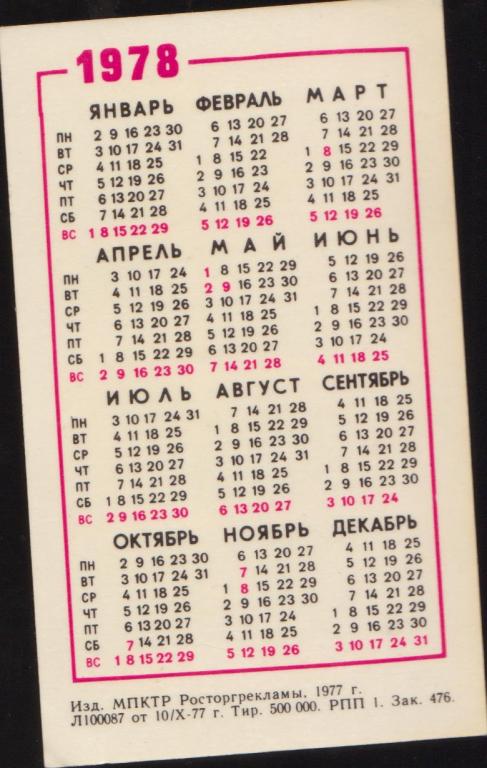 1978
ЯНВАРЬ ФЕВРАЛЬ МАРТ
ПН 2 9 16 23 30 6 13 20 27 6 13 20 27
ВТ 3 10 17 24 31 7 14 21 28 7 14 21 28
СР 4 11 18 25 1 8 15 22 1 8 15 22 29
ЧТ 5 12 19 26 2 9 16 23 2 9 16 23 30
ПТ 6 13 20 27 3 10 17 24 3 10 17 24 31
СБ 7 14 21 28 4 11 18 25 4 11 18 25
ВС 1 8 15 22 29 5 12 19 26 5 12 19 26
АПРЕЛЬ МАЙ ИЮНЬ
ПН 3 10 17 24 1 8 15 22 29 5 12 19 26
ВТ 4 11 18 25 2 9 16 23 30 6 13 20 27
СР 5 12 19 26 3 10 17 24 31 7 14 21 28
ЧТ 6 13 20 27 4 11 18 25 1 8 15 22 29
ПТ 7 14 21 28 5 12 19 26 2 9 16 23 30
СБ 1 8 15 22 29 6 13 20 27 3 10 17 24
ВС 2 9 16 23 30 7 14 21 28 4 11 18 25
ИЮЛЬ АВГУСТ СЕНТЯБРЬ
ПН 3 10 17 24 31 7 14 21 28 4 11 18 25
ВТ 4 11 18 25 1 8 15 22 29 5 12 19 26
СР 5 12 19 26 2 9 16 23 30 6 13 20 27
ЧТ 6 13 20 27 3 10 17 24 31 7 14 21 28
ПТ 7 14 21 28 4 11 18 25 1 8 15 22 29
СБ 1 8 15 22 29 5 12 19 26 2 9 16 23 30
ВС 2 9 16 23 30 6 13 20 27 3 10 17 24
ОКТЯБРЬ НОЯБРЬ ДЕКАБРЬ
ПН 2 9 16 23 30 6 13 20 27 4 11 18 25
ВТ 3 10 17 24 31 7 14 21 28 5 12 19 26
СР 4 11 18 25 1 8 15 22 29 6 13 20 27
ЧТ 5 12 19 26 2 9 16 23 30 7 14 21 28
ПТ 6 13 20 27 3 10 17 24 1 8 15 22 29
СБ 7 14 21 28 4 11 18 25 2 9 16 23 30
ВС 1 8 15 22 29 5 12 19 26 3 10 17 24 31
Изд. МПКТР Росторгрекламы. 1977 г.
Л100087 от 10/X-77 г. Тир. 500 000. РПП 1. Зак. 476.